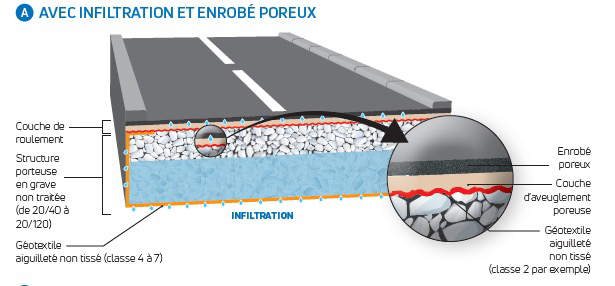 A AVEC INFILTRATION ET ENROBÉ POREUX
Couche de
roulement
Structure
porteuse
en grave
non traitée
(de 20/40 à
20/120)
Géotextile
aiguilleté non tissé (classe 4 à 7)
INFILTRATION
Enrobé
poreux
Couche
d'aveuglement
poreuse
Géotextile
aiguilleté
non tissé
(classe 2 par exemple)